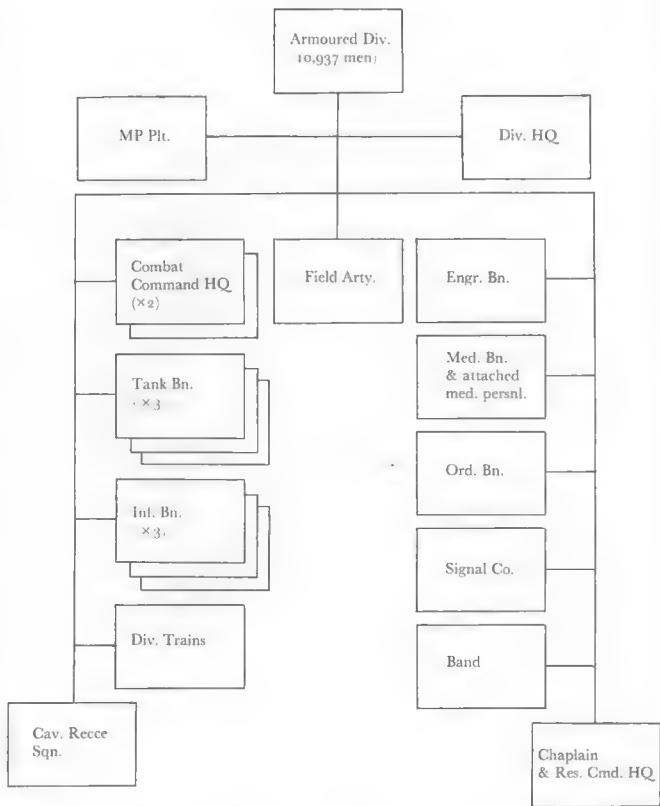 Armoured Div.
10,937 men)
MP Plt.
Div. HQ
Combat
Command HQ
(×2)
Field Arty.
Engr. Bn.
Tank Bn.
×3
Med. Bn.
& attached
med. persnl.
Inf. Bn.
×3
Ord. Bn.
Signal Co.
Div. Trains
Band
Cav. Recce
Sqn.
Chaplain
& Res. Cmd. HQ